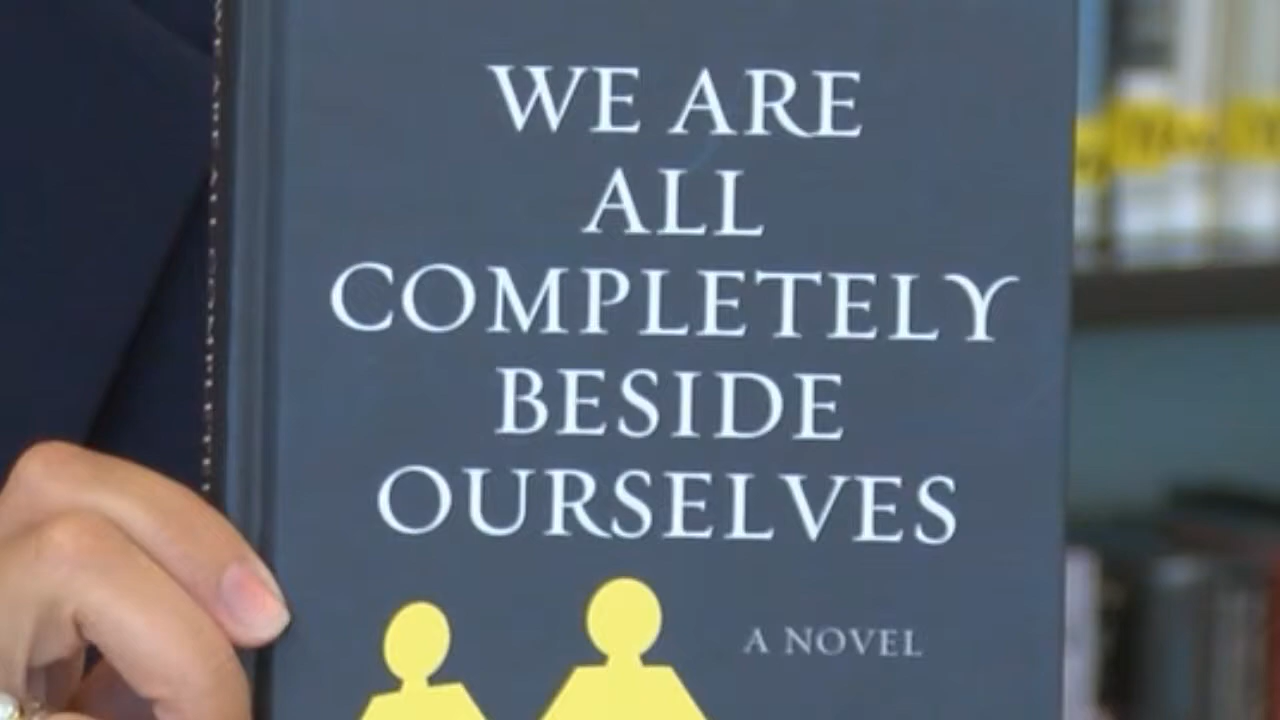 WE ARE
ALL
COMPLETELY
BESIDE
OURSELVES
A NOVEL